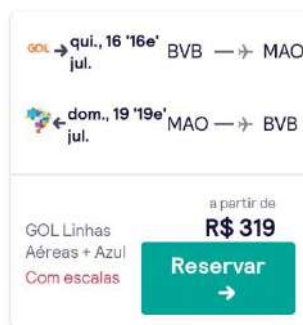 GOL → qui., 16 '16e' jul. BVB — MAO
← dom., 19 '19e' jul. MAO — BVB
a partir de
R$ 319
GOL Linhas
Aéreas + Azul
Com escalas
Reservar
→